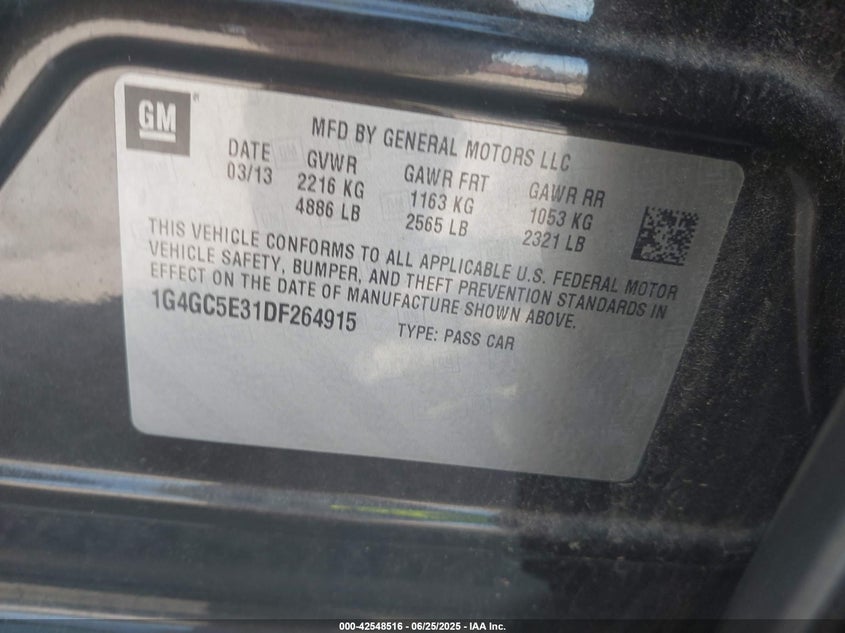 GM®
MFD BY GENERAL MOTORS LLC
DATE GVWR GAWR FRT GAWR RR
03/13 2216 KG 1163 KG 1053 KG
4886 LB 2565 LB 2321 LB
THIS VEHICLE CONFORMS TO ALL APPLICABLE U.S. FEDERAL MOTOR
VEHICLE SAFETY, BUMPER, AND THEFT PREVENTION STANDARDS IN
EFFECT ON THE DATE OF MANUFACTURE SHOWN ABOVE.
1G4GC5E31DF264915 TYPE: PASS CAR
000-42548516 - 06/25/2025 - IAA Inc.